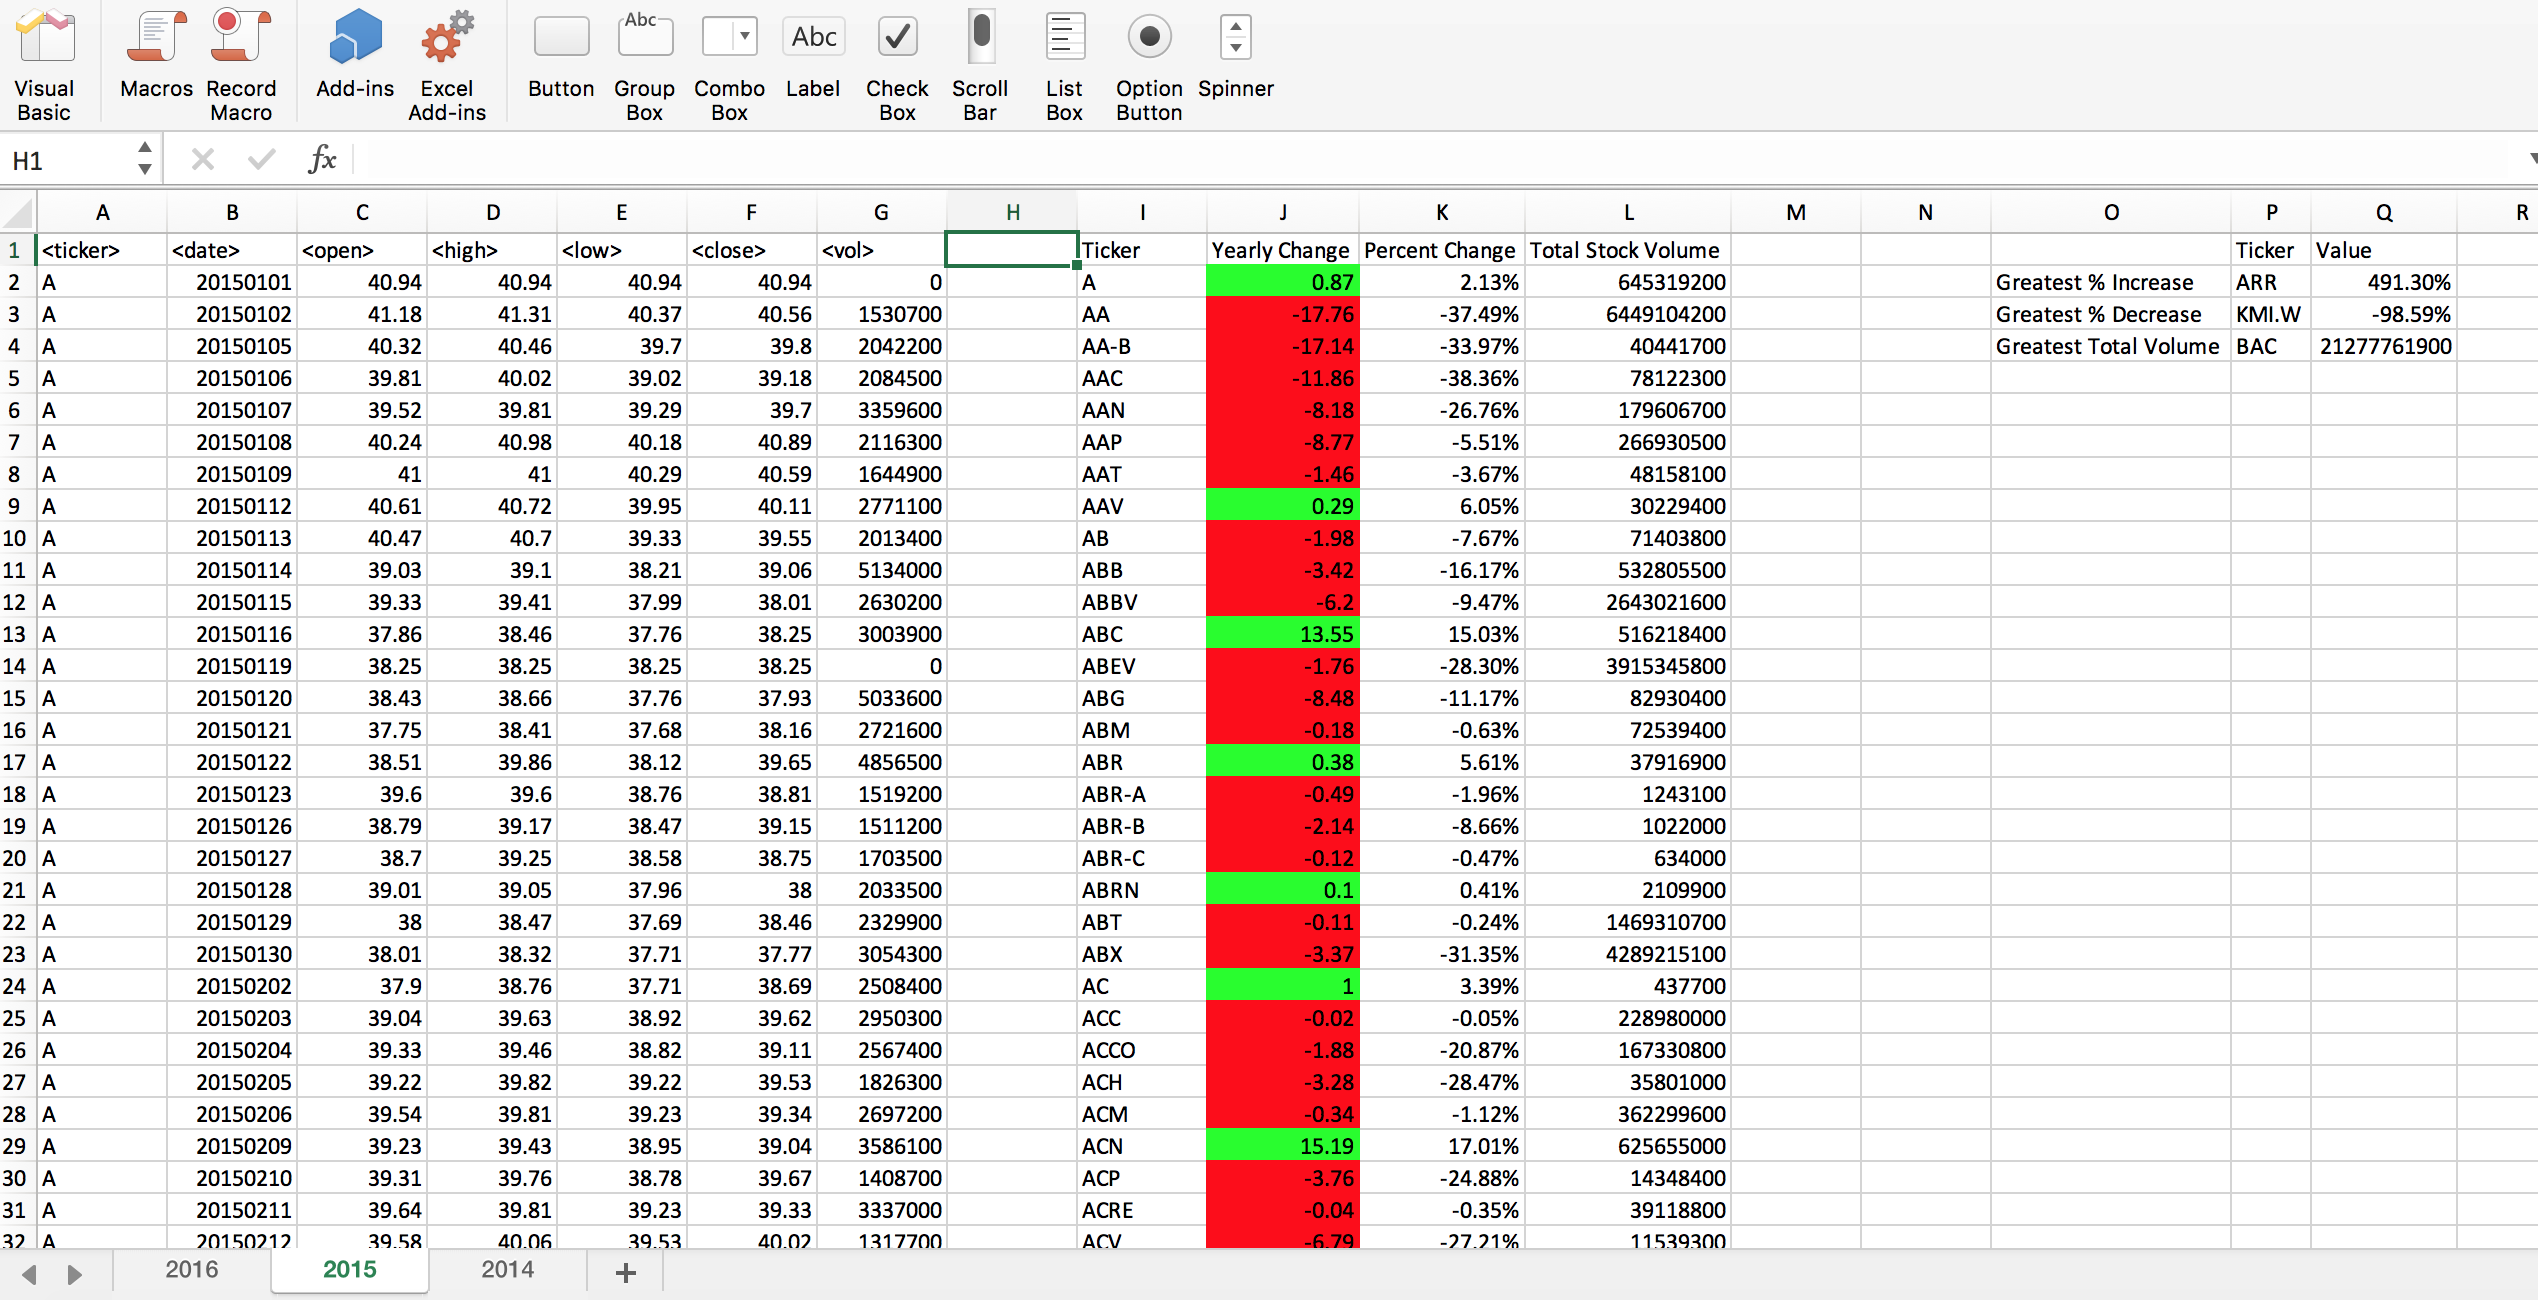 Visual Basic Macros Record Macro Add-ins Excel Add-ins Button Abc Group Box Combo Box Abc Label Check Box Scroll Bar List Box Option Button Spinner
H1 fx
A B C D E F G H I J K L M N O P Q R
1 <ticker> <date> <open> <high> <low> <close> <vol> Ticker Yearly Change Percent Change Total Stock Volume Ticker Value
2 A 20150101 40.94 40.94 40.94 40.94 0 A 0.87 2.13% 645319200 Greatest % Increase ARR 491.30%
3 A 20150102 41.18 41.31 40.37 40.56 1530700 AA -17.76 -37.49% 6449104200 Greatest % Decrease KMI.W -98.59%
4 A 20150105 40.32 40.46 39.7 39.8 2042200 AA-B -17.14 -33.97% 40441700 Greatest Total Volume BAC 21277761900
5 A 20150106 39.81 40.02 39.02 39.18 2084500 AAC -11.86 -38.36% 78122300
6 A 20150107 39.52 39.81 39.29 39.7 3359600 AAN -8.18 -26.76% 179606700
7 A 20150108 40.24 40.98 40.18 40.89 2116300 AAP -8.77 -5.51% 266930500
8 A 20150109 41 41 40.29 40.59 1644900 AAT -1.46 -3.67% 48158100
9 A 20150112 40.61 40.72 39.95 40.11 2771100 AAV 0.29 6.05% 30229400
10 A 20150113 40.47 40.7 39.33 39.55 2013400 AB -1.98 -7.67% 71403800
11 A 20150114 39.03 39.1 38.21 39.06 5134000 ABB -3.42 -16.17% 532805500
12 A 20150115 39.33 39.41 37.99 38.01 2630200 ABBV -6.2 -9.47% 2643021600
13 A 20150116 37.86 38.46 37.76 38.25 3003900 ABC 13.55 15.03% 516218400
14 A 20150119 38.25 38.25 38.25 38.25 0 ABEV -1.76 -28.30% 3915345800
15 A 20150120 38.43 38.66 37.76 37.93 5033600 ABG -8.48 -11.17% 82930400
16 A 20150121 37.75 38.41 37.68 38.16 2721600 ABM -0.18 -0.63% 72539400
17 A 20150122 38.51 39.86 38.12 39.65 4856500 ABR 0.38 5.61% 37916900
18 A 20150123 39.6 39.6 38.76 38.81 1519200 ABR-A -0.49 -1.96% 1243100
19 A 20150126 38.79 39.17 38.47 39.15 1511200 ABR-B -2.14 -8.66% 1022000
20 A 20150127 38.7 39.25 38.58 38.75 1703500 ABR-C -0.12 -0.47% 634000
21 A 20150128 39.01 39.05 37.96 38 2033500 ABRN 0.1 0.41% 2109900
22 A 20150129 38 38.47 37.69 38.46 2329900 ABT -0.11 -0.24% 1469310700
23 A 20150130 38.01 38.32 37.71 37.77 3054300 ABX -3.37 -31.35% 4289215100
24 A 20150202 37.9 38.76 37.71 38.69 2508400 AC 1 3.39% 437700
25 A 20150203 39.04 39.63 38.92 39.62 2950300 ACC -0.02 -0.05% 228980000
26 A 20150204 39.33 39.46 38.82 39.11 2567400 ACCO -1.88 -20.87% 167330800
27 A 20150205 39.22 39.82 39.22 39.53 1826300 ACH -3.28 -28.47% 35801000
28 A 20150206 39.54 39.81 39.23 39.34 2697200 ACM -0.34 -1.12% 362299600
29 A 20150209 39.23 39.43 38.95 39.04 3586100 ACN 15.19 17.01% 625655000
30 A 20150210 39.31 39.76 38.78 39.67 1408700 ACP -3.76 -24.88% 14348400
31 A 20150211 39.64 39.81 39.23 39.33 3337000 ACRE -0.04 -0.35% 39118800
32 A 20150212 39.58 40.06 39.53 40.02 1317700 ACV -6.79 -27.21% 11539300
2016 2015 2014 +